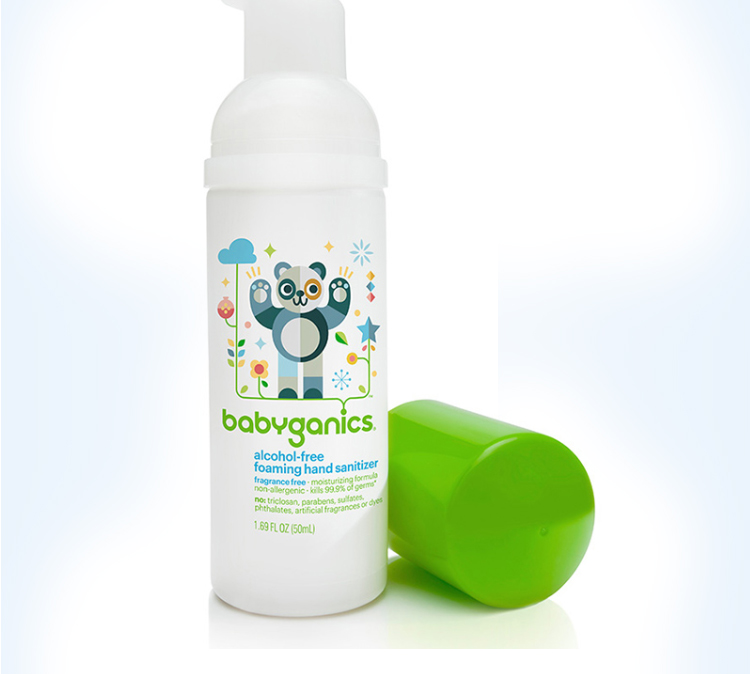 babyganics.
alcohol-free
foaming hand sanitizer
fragrance free · moisturizing formula
non-allergenic · kills 99.9% of germs*
no: triclosan, parabens, sulfates,
phthalates, artificial fragrances or dyes
1.69 FL OZ (50mL)